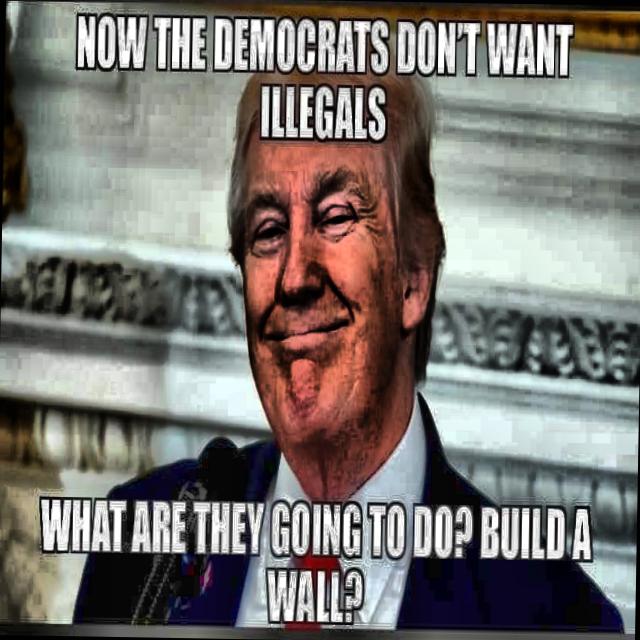 NOW THE DEMOCRATS DON'T WANT
ILLEGALS
WHAT ARE THEY GOING TO DO? BUILD A
WALL?